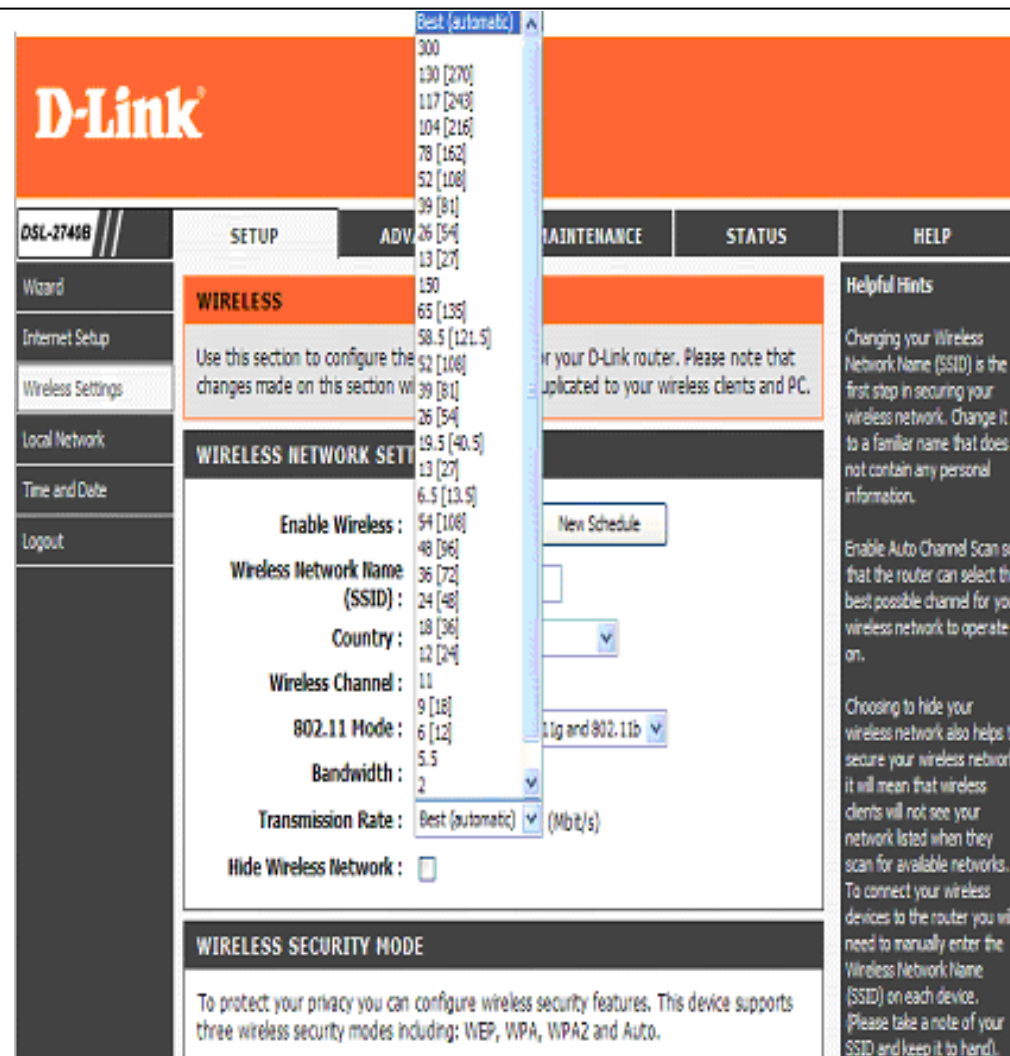 D-Link
DSL-2740B
SETUP
ADV
MAINTENANCE
STATUS
HELP
Wizard
Internet Setup
Wireless Settings
Local Network
Time and Date
Logout
Best (automatic)
300
130 [270]
117 [243]
104 [216]
78 [162]
52 [108]
39 [81]
26 [54]
13 [27]
150
65 [135]
58.5 [121.5]
52 [108]
39 [81]
26 [54]
19.5 [40.5]
13 [27]
6.5 [13.5]
54 [108]
48 [96]
36 [72]
24 [48]
18 [36]
12 [24]
11
9 [18]
6 [12]
5.5
2
WIRELESS
Use this section to configure the or your D-Link router. Please note that
changes made on this section wi uplicated to your wireless clients and PC.
WIRELESS NETWORK SETT
Enable Wireless :
New Schedule
Wireless Network Name
(SSID) :
Country :
Wireless Channel :
802.11 Mode :
11g and 802.11b
Bandwidth :
Transmission Rate : Best (automatic) (Mbit/s)
Hide Wireless Network :
WIRELESS SECURITY MODE
To protect your privacy you can configure wireless security features. This device supports
three wireless security modes including: WEP, WPA, WPA2 and Auto.
Helpful Hints
Changing your Wireless
Network Name (SSID) is the
first step in securing your
wireless network. Change it
to a familiar name that does
not contain any personal
information.
Enable Auto Channel Scan so
that the router can select th
best possible channel for you
wireless network to operate
on.
Choosing to hide your
wireless network also helps t
secure your wireless network
it will mean that wireless
clients will not see your
network listed when they
scan for available networks.
To connect your wireless
devices to the router you wil
need to manually enter the
Wireless Network Name
(SSID) on each device.
(Please take a note of your
SSID and keep it to hand).